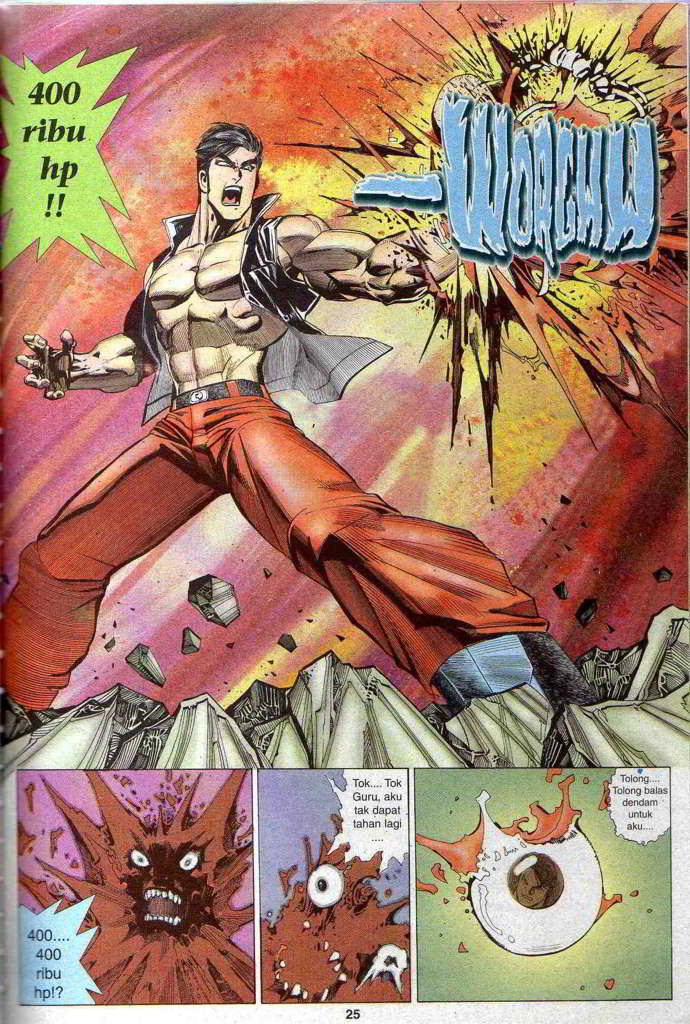 400
ribu
hp
!!
WORGHH
400....
400
ribu
hp!?
Tok.... Tok
Guru, aku
tak dapat
tahan lagi
....
Tolong....
Tolong balas
dendam
untuk
aku....
25